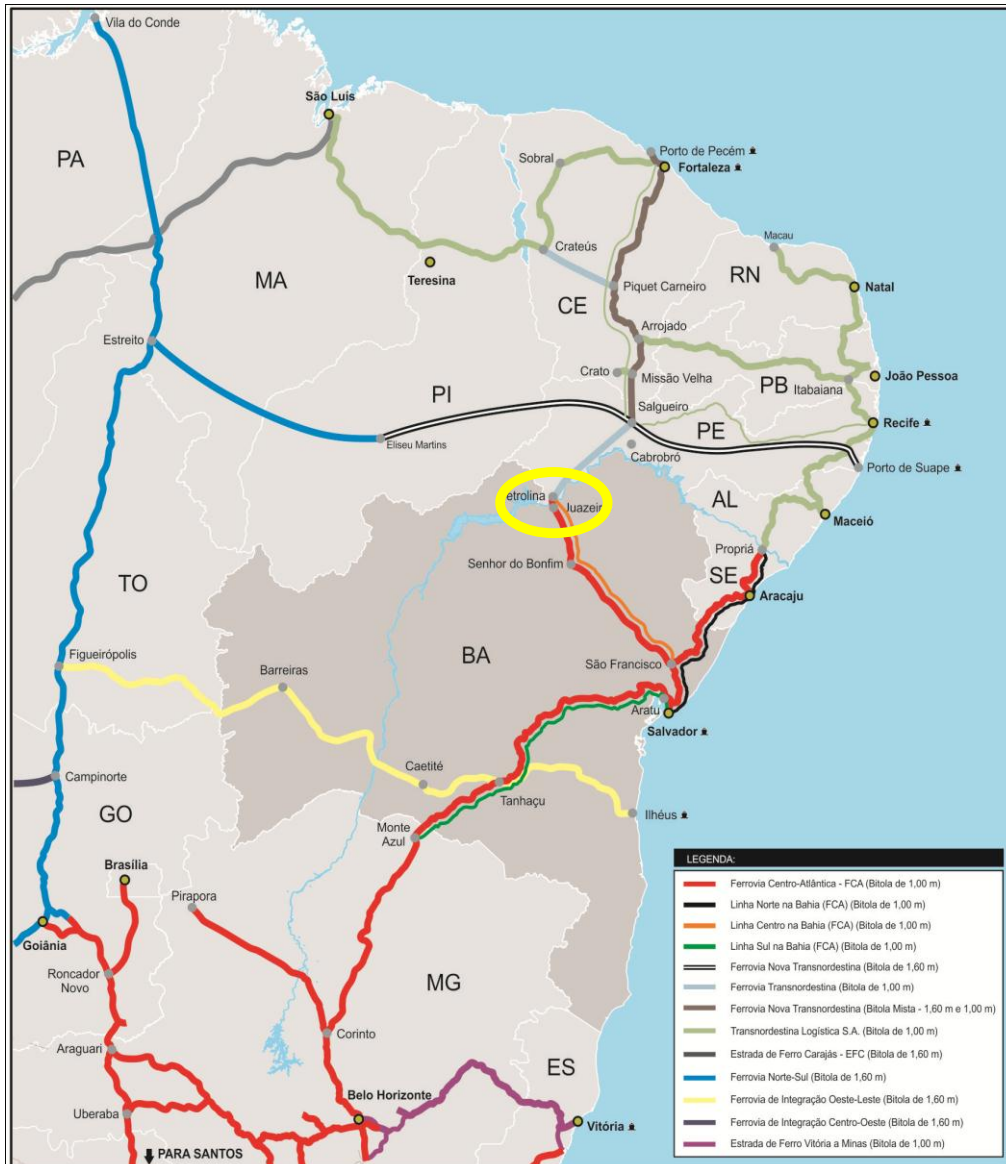 Vila do Conde
São Luís
PA
Sobral
Porto de Pecém
Fortaleza
Macau
Crateús
MA
Teresina
RN
Natal
CE
Piquet Carneiro
Estreito
Arrojado
Crato
Missão Velha
PB
Itabaiana
João Pessoa
PI
Salgueiro
Eliseu Martins
PE
Recife
Cabrobró
Porto de Suape
etrolina
Juazeir
AL
Maceió
Propriá
Senhor do Bonfim
TO
SE
Aracaju
Figueirópolis
BA
São Francisco
Barreiras
Aratu
Salvador
Caetité
Campinorte
Tanhaçu
Ilhéus
GO
Monte
Azul
Brasília
Pirapora
Goiânia
Roncador
Novo
MG
Corinto
Araguari
ES
Belo Horizonte
Uberaba
Vitória
PARA SANTOS
LEGENDA:
Ferrovia Centro-Atlântica - FCA (Bitola de 1,00 m)
Linha Norte na Bahia (FCA) (Bitola de 1,00 m)
Linha Centro na Bahia (FCA) (Bitola de 1,00 m)
Linha Sul na Bahia (FCA) (Bitola de 1,00 m)
Ferrovia Nova Transnordestina (Bitola de 1,60 m)
Ferrovia Transnordestina (Bitola de 1,00 m)
Ferrovia Nova Transnordestina (Bitola Mista - 1,60 m e 1,00 m)
Transnordestina Logística S.A. (Bitola de 1,00 m)
Estrada de Ferro Carajás - EFC (Bitola de 1,60 m)
Ferrovia Norte-Sul (Bitola de 1,60 m)
Ferrovia de Integração Oeste-Leste (Bitola de 1,60 m)
Ferrovia de Integração Centro-Oeste (Bitola de 1,60 m)
Estrada de Ferro Vitória a Minas (Bitola de 1,00 m)